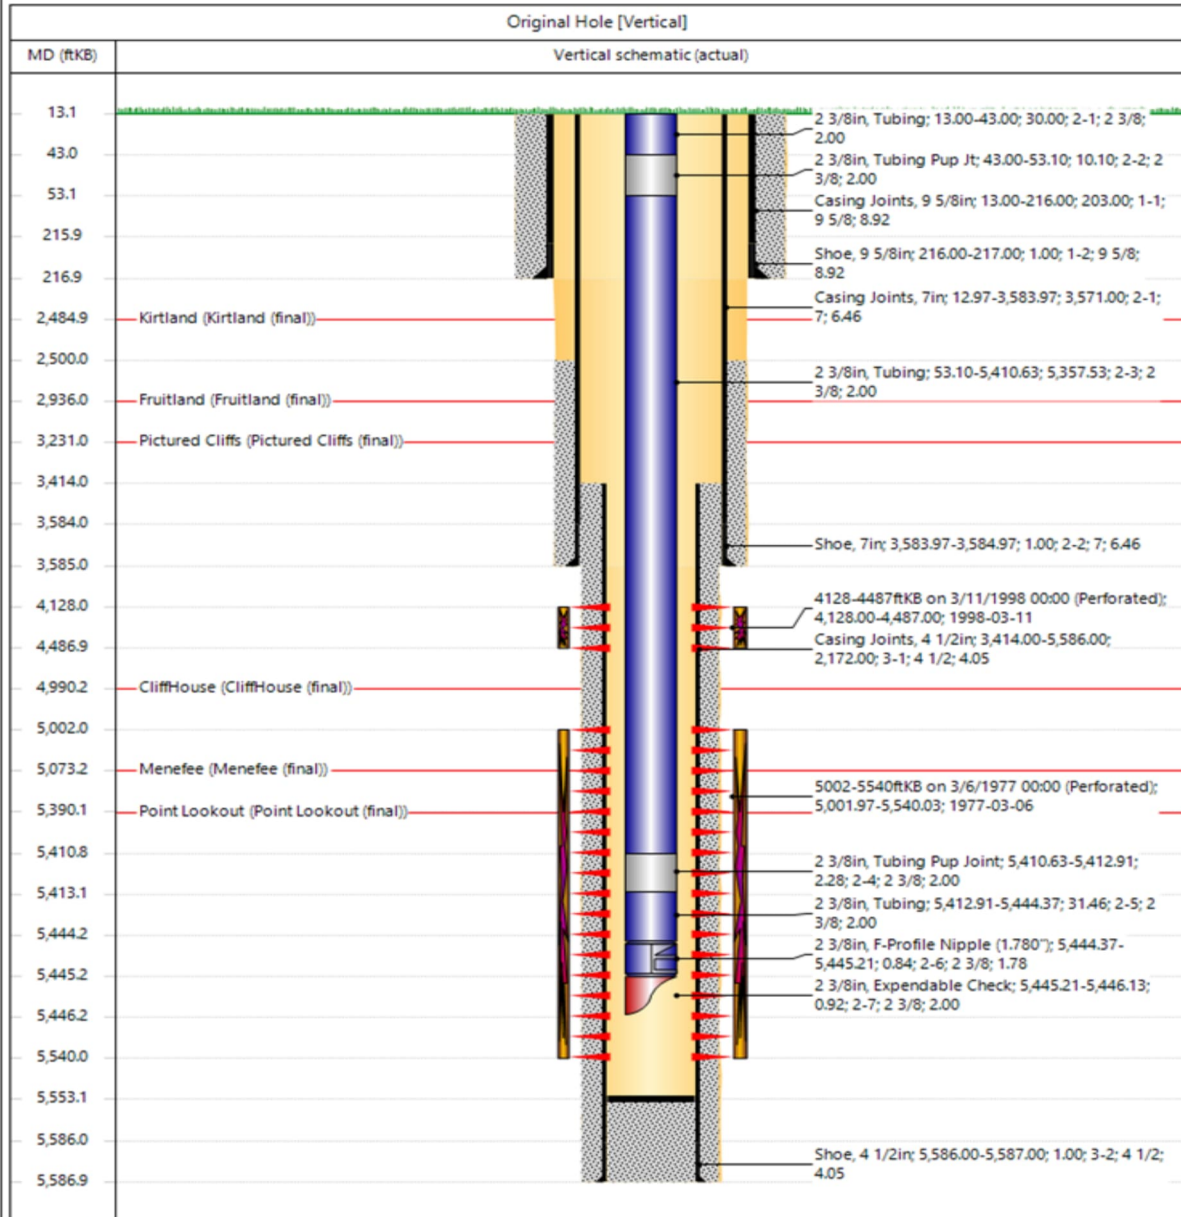 Original Hole [Vertical]
MD (ftKB)
Vertical schematic (actual)
13.1
43.0
53.1
215.9
216.9
2,484.9
2,500.0
2,936.0
3,231.0
3,414.0
3,584.0
3,585.0
4,128.0
4,486.9
4,990.2
5,002.0
5,073.2
5,390.1
5,410.8
5,413.1
5,444.2
5,445.2
5,446.2
5,540.0
5,553.1
5,586.0
5,586.9
Kirtland (Kirtland (final))
Fruitland (Fruitland (final))
Pictured Cliffs (Pictured Cliffs (final))
CliffHouse (CliffHouse (final))
Menefee (Menefee (final))
Point Lookout (Point Lookout (final))
2 3/8in, Tubing; 13.00-43.00; 30.00; 2-1; 2 3/8;
2.00
2 3/8in, Tubing Pup Jt; 43.00-53.10; 10.10; 2-2; 2
3/8; 2.00
Casing Joints, 9 5/8in; 13.00-216.00; 203.00; 1-1;
9 5/8; 8.92
Shoe, 9 5/8in; 216.00-217.00; 1.00; 1-2; 9 5/8;
8.92
Casing Joints, 7in; 12.97-3,583.97; 3,571.00; 2-1;
7; 6.46
2 3/8in, Tubing; 53.10-5,410.63; 5,357.53; 2-3; 2
3/8; 2.00
Shoe, 7in; 3,583.97-3,584.97; 1.00; 2-2; 7; 6.46
4128-4487ftKB on 3/11/1998 00:00 (Perforated);
4,128.00-4,487.00; 1998-03-11
Casing Joints, 4 1/2in; 3,414.00-5,586.00;
2,172.00; 3-1; 4 1/2; 4.05
5002-5540ftKB on 3/6/1977 00:00 (Perforated);
5,001.97-5,540.03; 1977-03-06
2 3/8in, Tubing Pup Joint; 5,410.63-5,412.91;
2.28; 2-4; 2 3/8; 2.00
2 3/8in, Tubing; 5,412.91-5,444.37; 31.46; 2-5; 2
3/8; 2.00
2 3/8in, F-Profile Nipple (1.780"); 5,444.37-
5,445.21; 0.84; 2-6; 2 3/8; 1.78
2 3/8in, Expendable Check; 5,445.21-5,446.13;
0.92; 2-7; 2 3/8; 2.00
Shoe, 4 1/2in; 5,586.00-5,587.00; 1.00; 3-2; 4 1/2;
4.05